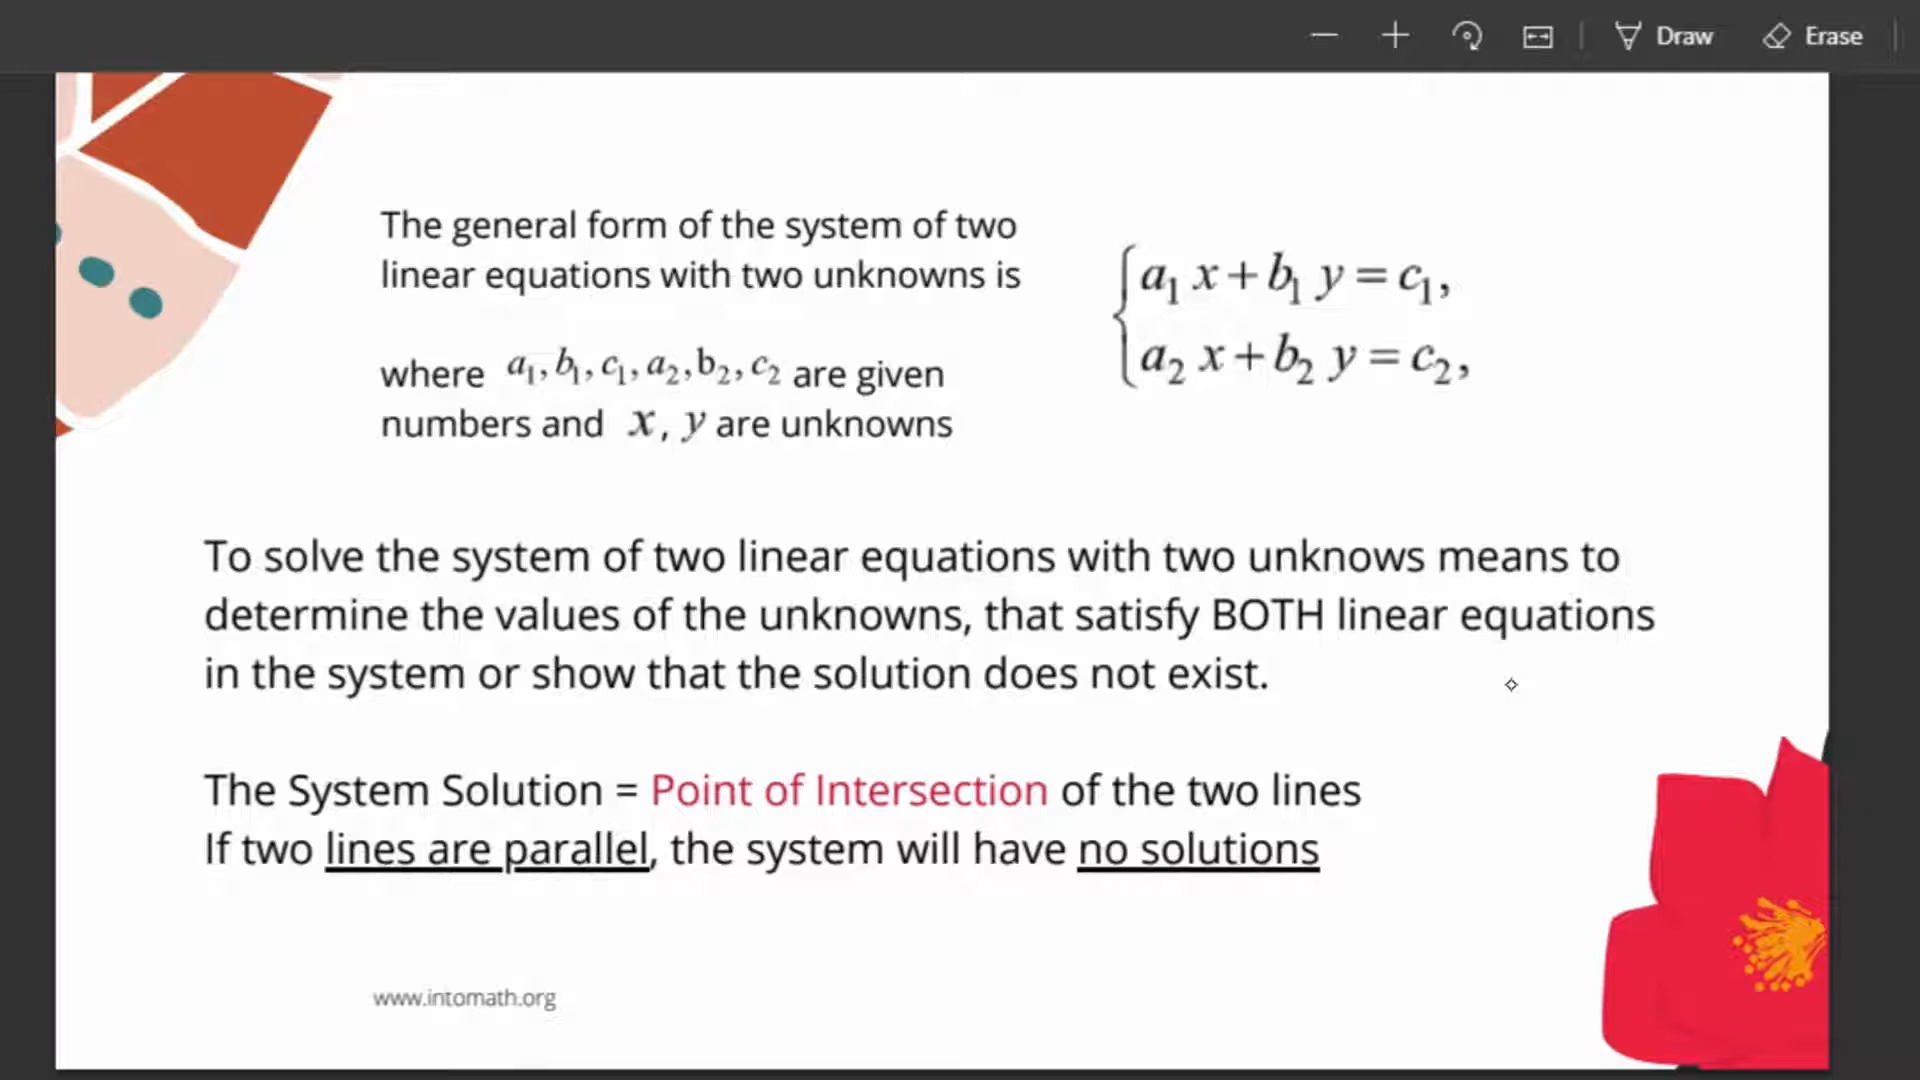 Draw Erase
The general form of the system of two
linear equations with two unknowns is
a₁ x + b₁ y = c₁,
a₂ x + b₂ y = c₂,
where a₁, b₁, c₁, a₂, b₂, c₂ are given
numbers and x, y are unknowns
To solve the system of two linear equations with two unknows means to
determine the values of the unknowns, that satisfy BOTH linear equations
in the system or show that the solution does not exist.
The System Solution = Point of Intersection of the two lines
If two lines are parallel, the system will have no solutions
www.intomath.org